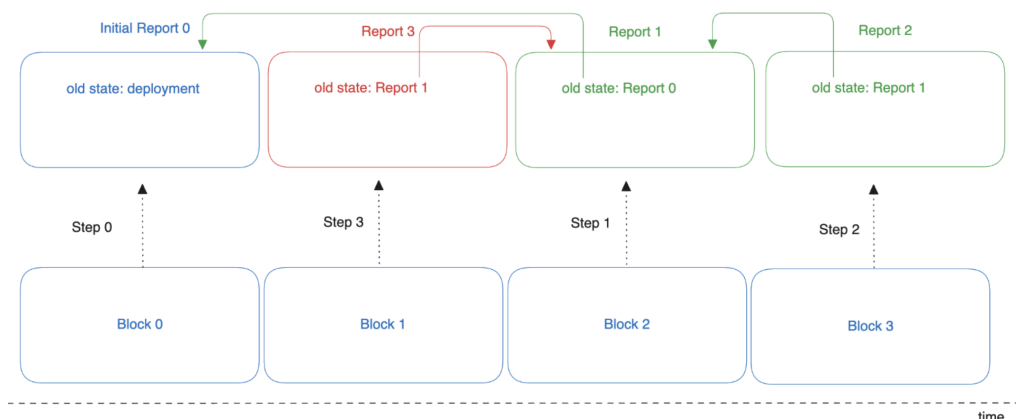 Initial Report 0
Report 3
Report 1
Report 2
old state: deployment
old state: Report 1
old state: Report 0
old state: Report 1
Step 0
Step 3
Step 1
Step 2
Block 0
Block 1
Block 2
Block 3
time